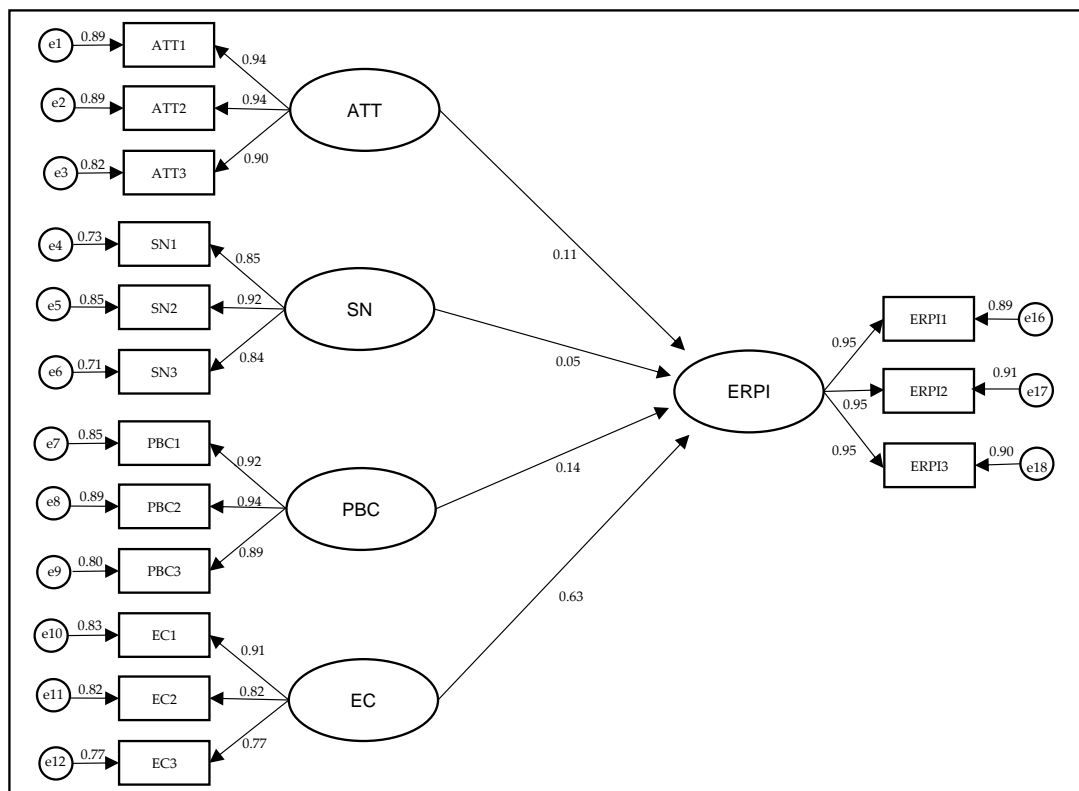 e1 0.89 ATT1
0.94
e2 0.89 ATT2 0.94 ATT
e3 0.82 ATT3 0.90
e4 0.73 SN1
0.85
0.11
e5 0.85 SN2 0.92 SN
e6 0.71 SN3 0.84
0.05
ERPI1 0.89 e16
0.95
ERPI
ERPI2 0.91 e17
0.95
e7 0.85 PBC1
0.92
0.95
ERPI3 0.90 e18
0.14
e8 0.89 PBC2 0.94 PBC
e9 0.80 PBC3 0.89
0.63
e10 0.83 EC1
0.91
e11 0.82 EC2 0.82 EC
e12 0.77 EC3 0.77